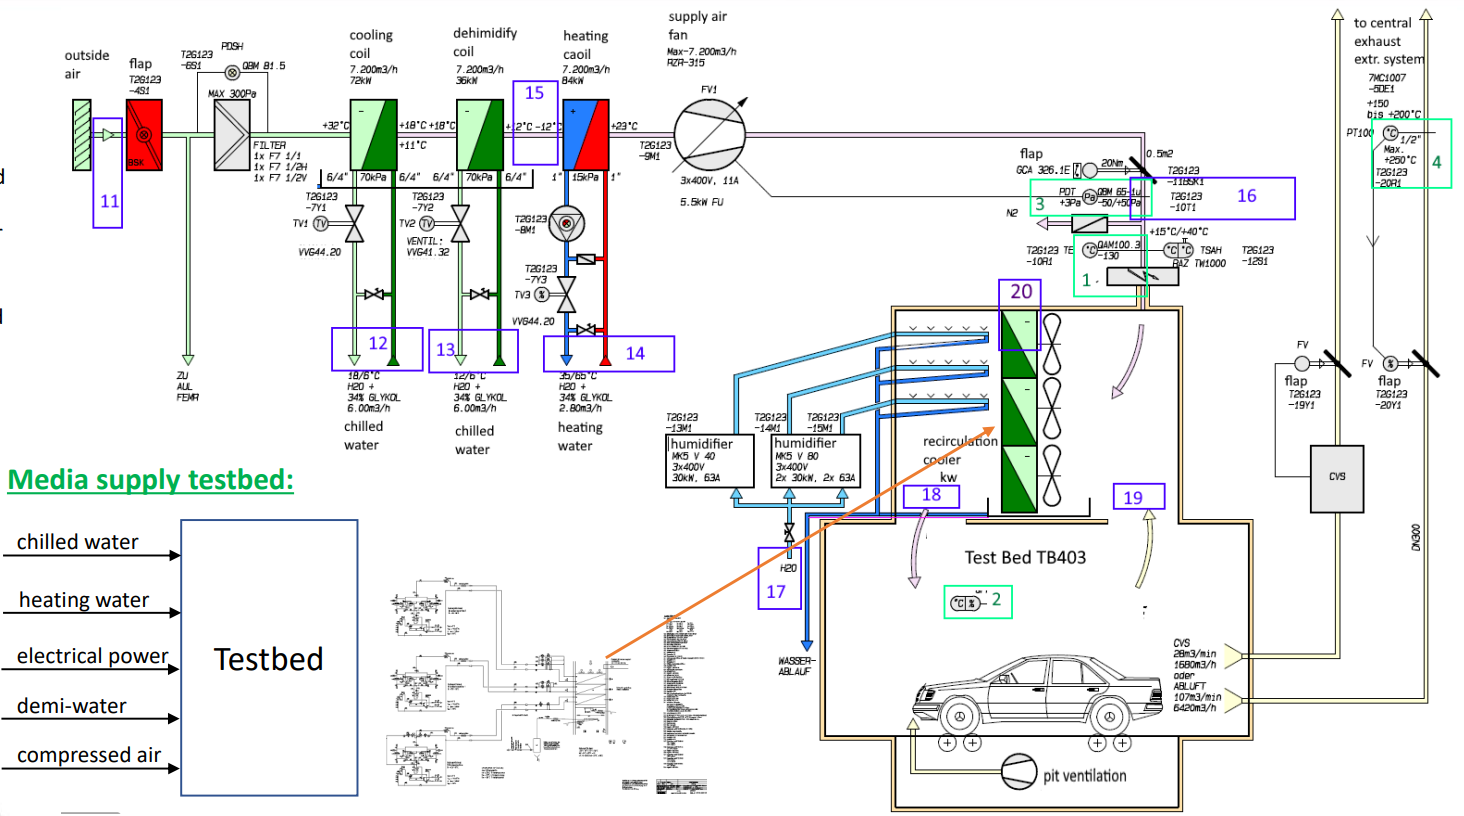 outside
air
flap
T2G123
-4S1
BSK
11
T2G123
-6S1
PDSH
QBM 81.5
MAX 300Pa
FILTER
1x F7 1/1
1x F7 1/2H
1x F7 1/2V
ZU
AUL
FEMR
cooling
coil
7.200m3/h
72kW
+32°C
+18°C
+11°C
6/4"
70kPa
6/4"
T2G123
-7Y1
TV1
TV
VVG44.20
12
18/6°C
H2O +
34% GLYKOL
6.00m3/h
chilled
water
dehimidify
coil
7.200m3/h
36kW
+18°C
+12°C
6/4"
70kPa
6/4"
T2G123
-7Y2
TV2
TV
VENTIL:
VVG41.32
13
12/6°C
H2O +
34% GLYKOL
6.00m3/h
chilled
water
15
heating
caoil
7.200m3/h
84kW
-12°C
+23°C
1"
15kPa
1"
T2G123
-8M1
T2G123
-7Y3
TV3
%
VVG44.20
14
35/65°C
H2O +
34% GLYKOL
2.80m3/h
heating
water
supply air
fan
Max-7.200m3/h
RZR-315
FV1
T2G123
-9M1
3x400V, 11A
5.5kW FU
flap
GCA 326.1E
20Nm
0.5m2
T2G123
-11BSK1
3
PDT
+3Pa
Pa
QBM 65-1u
-50/+50Pa
T2G123
-10T1
16
N2
+15°C/+40°C
T2G123
-10R1
TE
°C
QAM100.3
-130
°C
°C
TSAH
RAZ TW1000
T2G123
-12S1
1
to central
exhaust
extr. system
7MC1007
-5DE1
+150
bis +200°C
PT100
°C
1/2"
Max.
+250°C
T2G123
-20R1
4
FV
flap
T2G123
-19Y1
FV
%
flap
T2G123
-20Y1
CVS
DN300
20
T2G123
-13M1
humidifier
MK5 V 40
3x400V
30kW, 63A
T2G123
-14M1
T2G123
-15M1
humidifier
MK5 V 80
3x400V
2x 30kW, 2x 63A
recirculation
cooler
kw
18
19
H2O
17
WASSER-
ABLAUF
Test Bed TB403
°C
%
2
CVS
28m3/min
1680m3/h
oder
ABLUFT
107m3/min
6420m3/h
pit ventilation
Media supply testbed:
chilled water
heating water
electrical power
demi-water
compressed air
Testbed